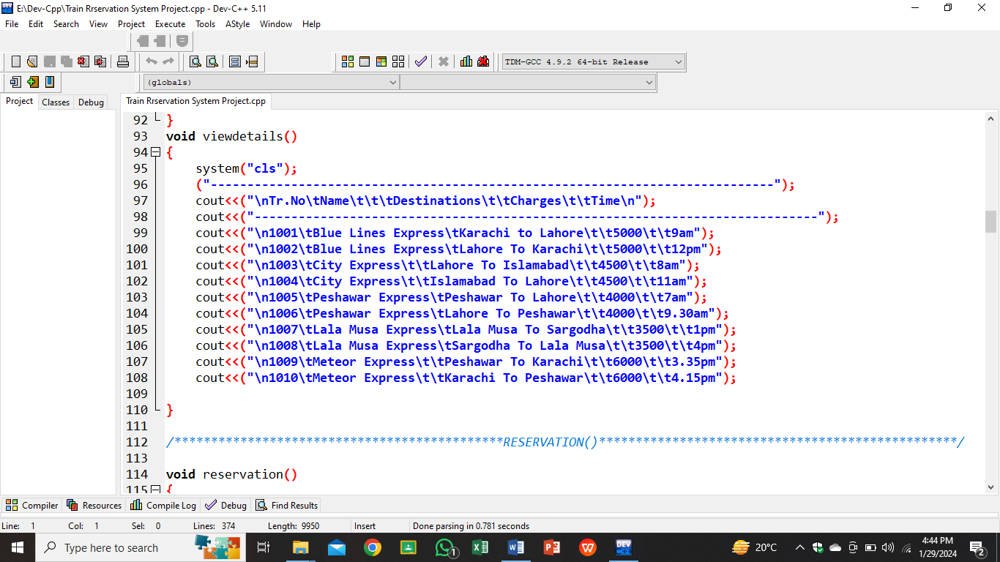 E:\Dev-Cpp\Train Rrservation System Project.cpp - Dev-C++ 5.11
File Edit Search View Project Execute Tools AStyle Window Help
TDM-GCC 4.9.2 64-bit Release
(globals)
Project Classes Debug
Train Rrservation System Project.cpp
92 }
93 void viewdetails()
94 {
95 system("cls");
96 ("-----------------------------------------------------------------------------");
97 cout<<("\nTr.No\tName\t\t\tDestinations\t\tCharges\t\tTime\n");
98 cout<<("-----------------------------------------------------------------------------");
99 cout<<("\n1001\tBlue Lines Express\tKarachi to Lahore\t\t5000\t\t9am");
100 cout<<("\n1002\tBlue Lines Express\tLahore To Karachi\t\t5000\t\t12pm");
101 cout<<("\n1003\tCity Express\t\tLahore To Islamabad\t\t4500\t\t8am");
102 cout<<("\n1004\tCity Express\t\tIslamabad To Lahore\t\t4500\t\t11am");
103 cout<<("\n1005\tPeshawar Express\tPeshawar To Lahore\t\t4000\t\t7am");
104 cout<<("\n1006\tPeshawar Express\tLahore To Peshawar\t\t4000\t\t9.30am");
105 cout<<("\n1007\tLala Musa Express\tLala Musa To Sargodha\t\t3500\t\t1pm");
106 cout<<("\n1008\tLala Musa Express\tSargodha To Lala Musa\t\t3500\t\t4pm");
107 cout<<("\n1009\tMeteor Express\t\tPeshawar To Karachi\t\t6000\t\t3.35pm");
108 cout<<("\n1010\tMeteor Express\t\tKarachi To Peshawar\t\t6000\t\t4.15pm");
109
110 }
111
112 /*********************************************RESERVATION()*************************************************/
113
114 void reservation()
115 {
Compiler Resources Compile Log Debug Find Results
Line: 1 Col: 1 Sel: 0 Lines: 374 Length: 9950 Insert Done parsing in 0.781 seconds
Type here to search
20°C
4:44 PM
1/29/2024